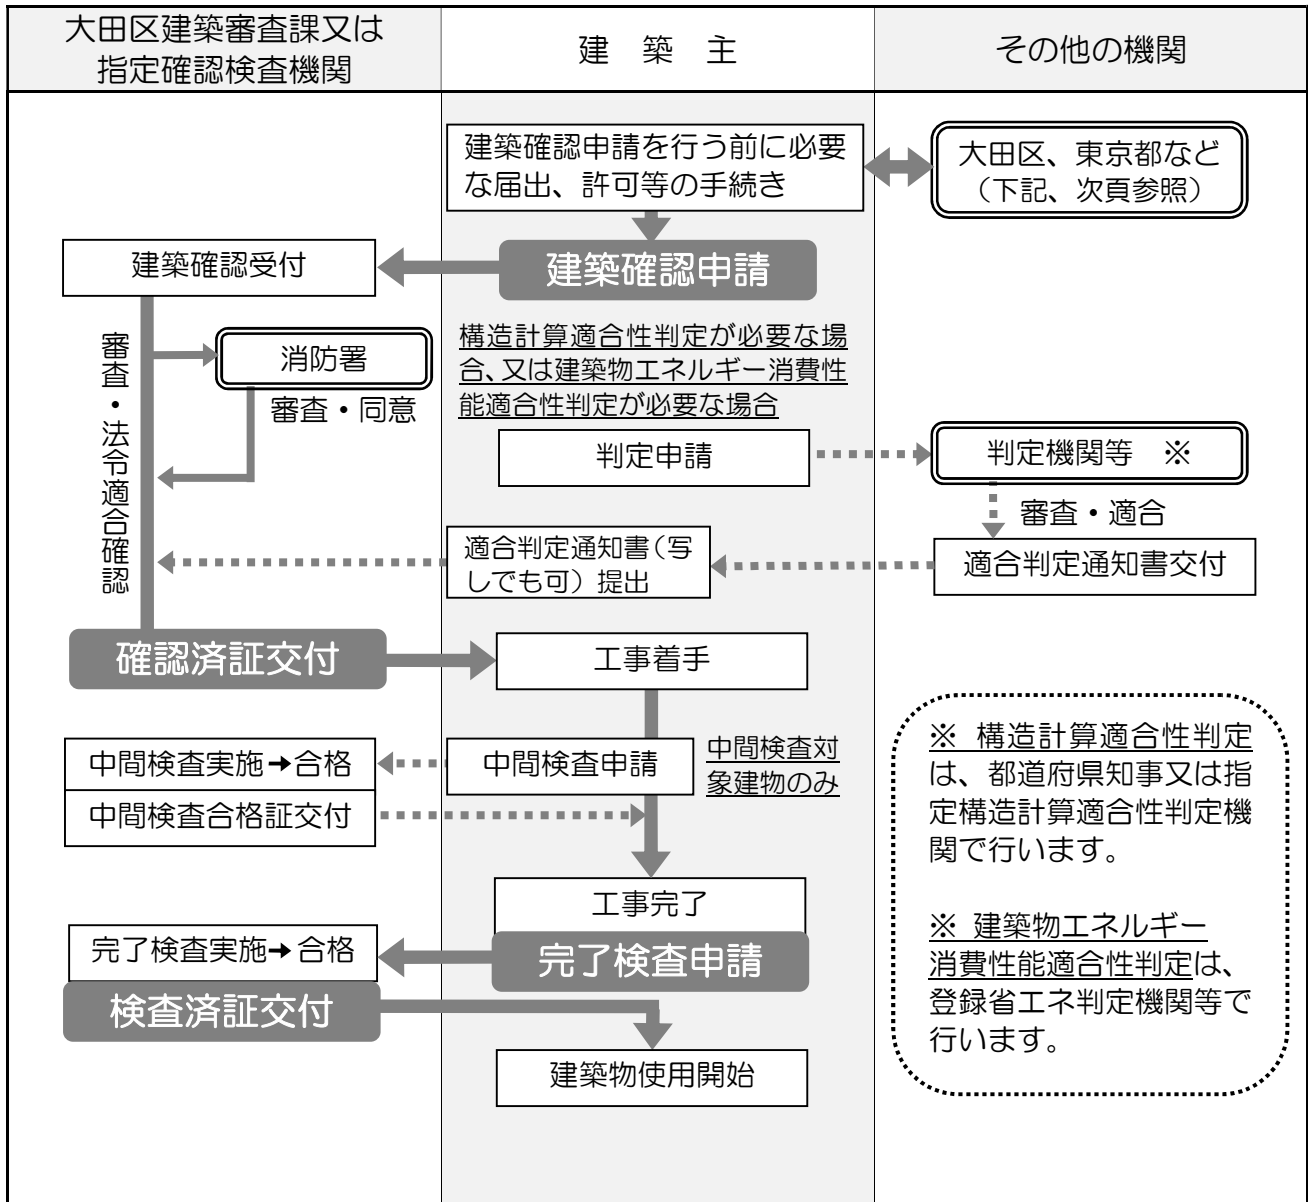 大田区建築審査課又は
指定確認検査機関
建　築　主
その他の機関
建築確認申請を行う前に必要
な届出、許可等の手続き
大田区、東京都など
（下記、次頁参照）
建築確認受付
建築確認申請
審査・法令適合確認
消防署
審査・同意
構造計算適合性判定が必要な場
合、又は建築物エネルギー消費性
能適合性判定が必要な場合
判定申請
判定機関等　※
審査・適合
適合判定通知書（写
しでも可）提出
適合判定通知書交付
確認済証交付
工事着手
中間検査実施→合格
中間検査申請
中間検査対
象建物のみ
中間検査合格証交付
※ 構造計算適合性判定
は、都道府県知事又は指
定構造計算適合性判定機
関で行います。
※ 建築物エネルギー
消費性能適合性判定は、
登録省エネ判定機関等で
行います。
工事完了
完了検査実施→合格
完了検査申請
検査済証交付
建築物使用開始